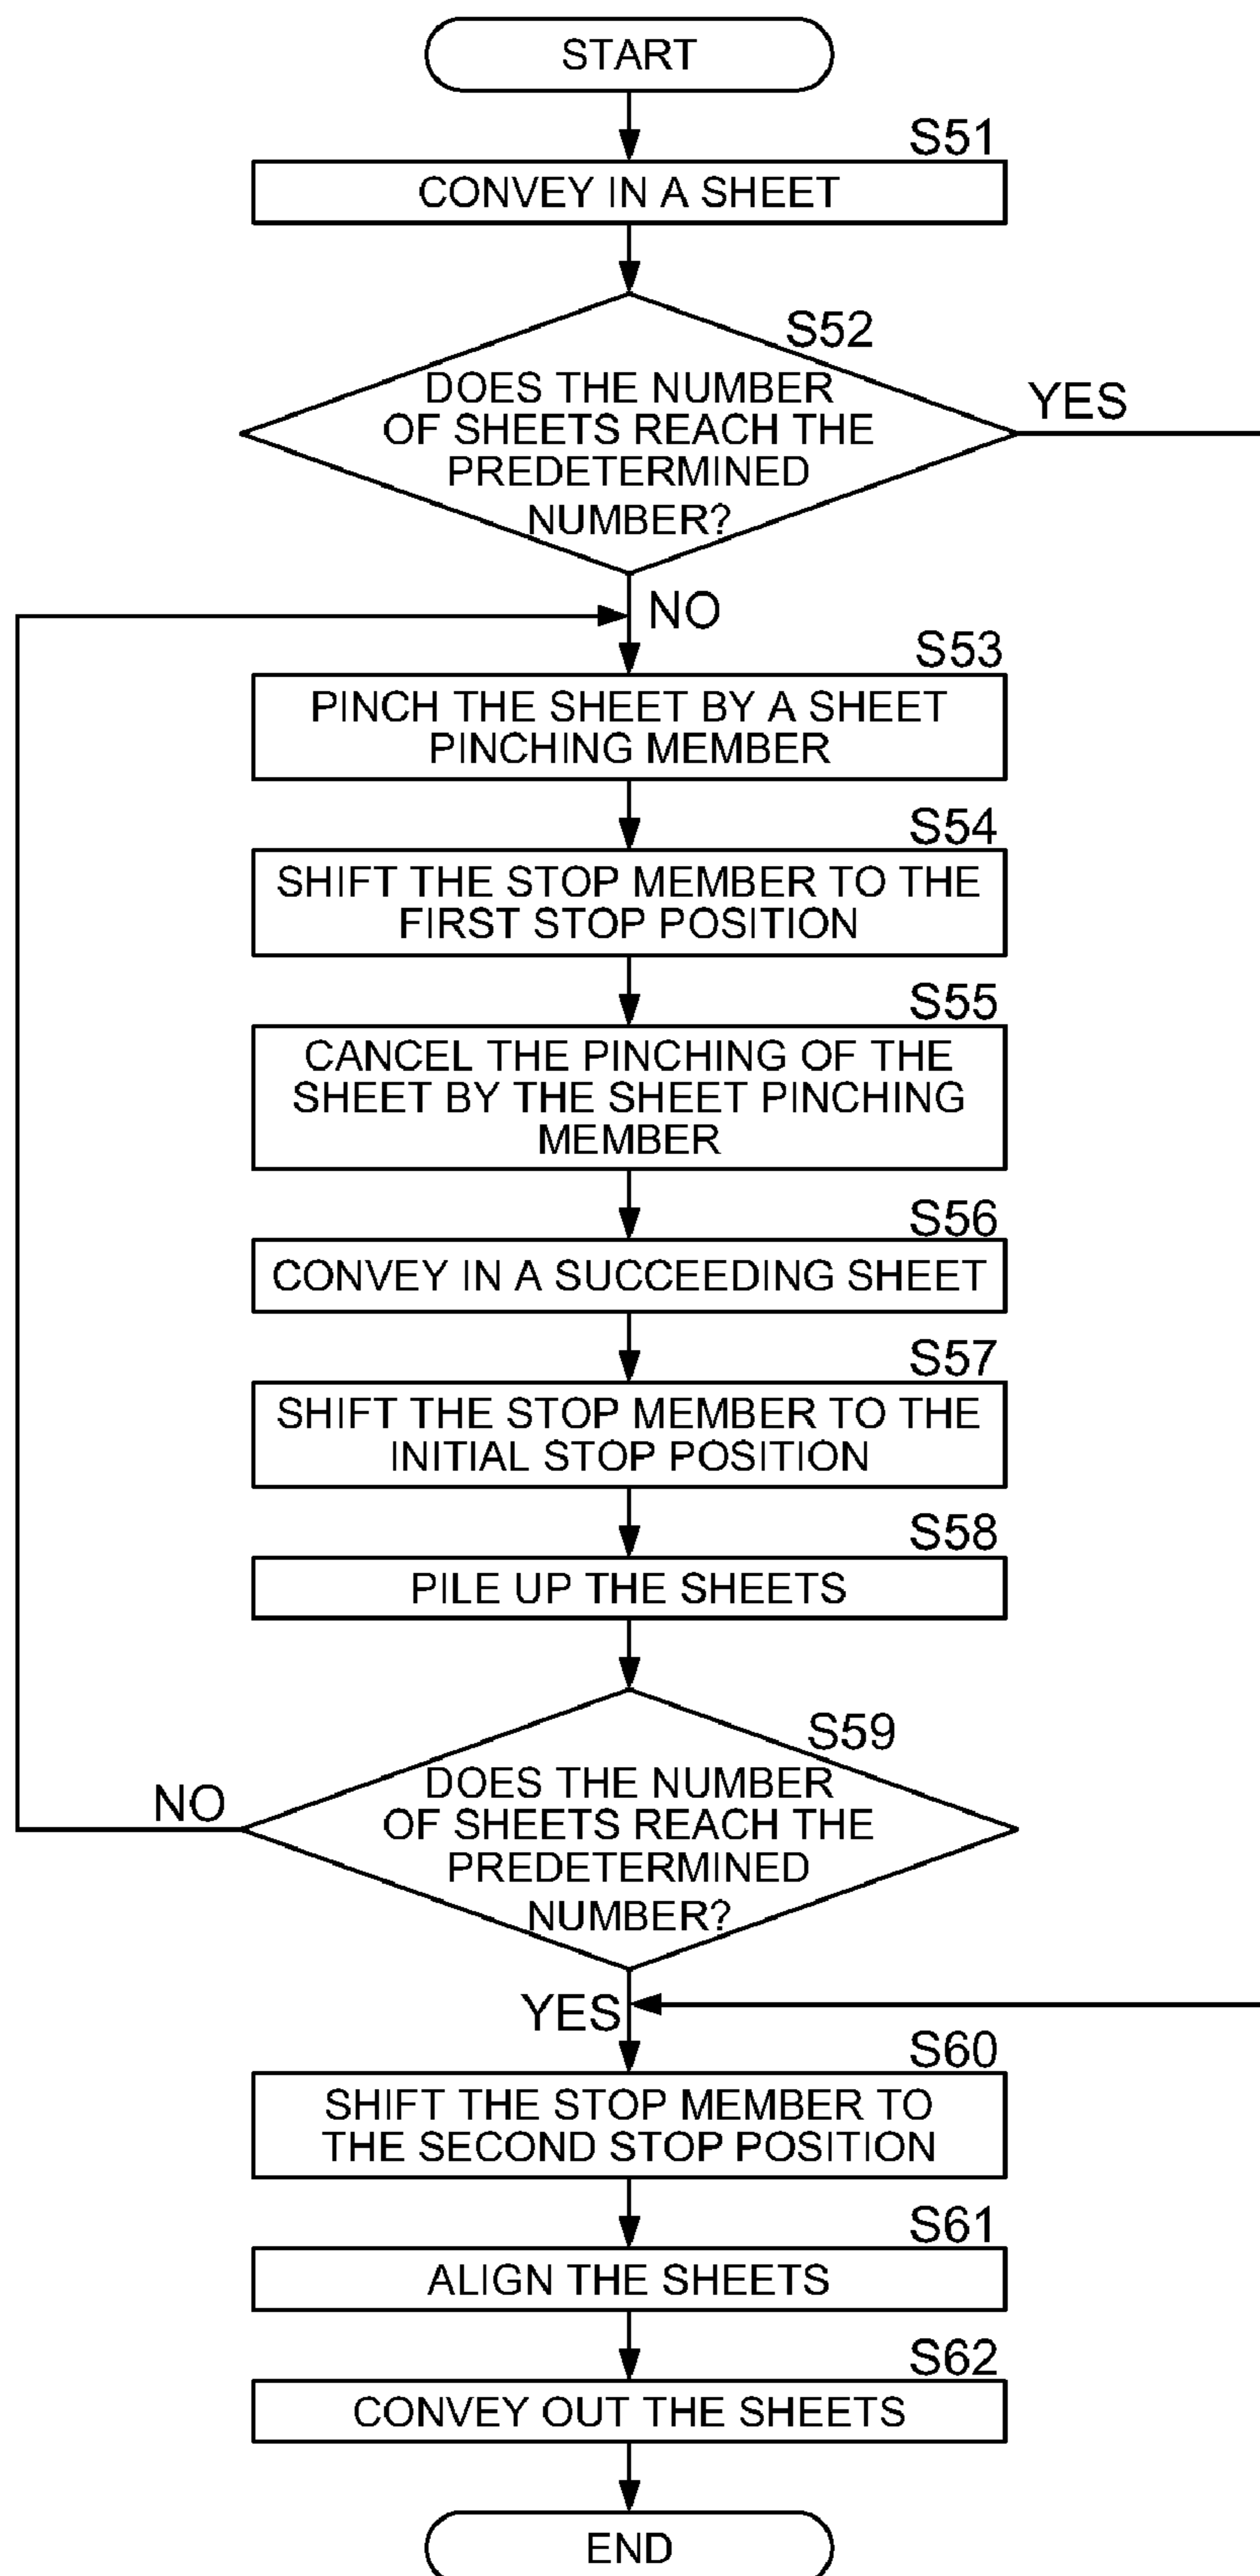 START
S51
CONVEY IN A SHEET
S52
DOES THE NUMBER
OF SHEETS REACH THE
PREDETERMINED
NUMBER?
YES
NO
S53
PINCH THE SHEET BY A SHEET
PINCHING MEMBER
S54
SHIFT THE STOP MEMBER TO THE
FIRST STOP POSITION
S55
CANCEL THE PINCHING OF THE
SHEET BY THE SHEET PINCHING
MEMBER
S56
CONVEY IN A SUCCEEDING SHEET
S57
SHIFT THE STOP MEMBER TO THE
INITIAL STOP POSITION
S58
PILE UP THE SHEETS
S59
DOES THE NUMBER
OF SHEETS REACH THE
PREDETERMINED
NUMBER?
NO
YES
S60
SHIFT THE STOP MEMBER TO
THE SECOND STOP POSITION
S61
ALIGN THE SHEETS
S62
CONVEY OUT THE SHEETS
END